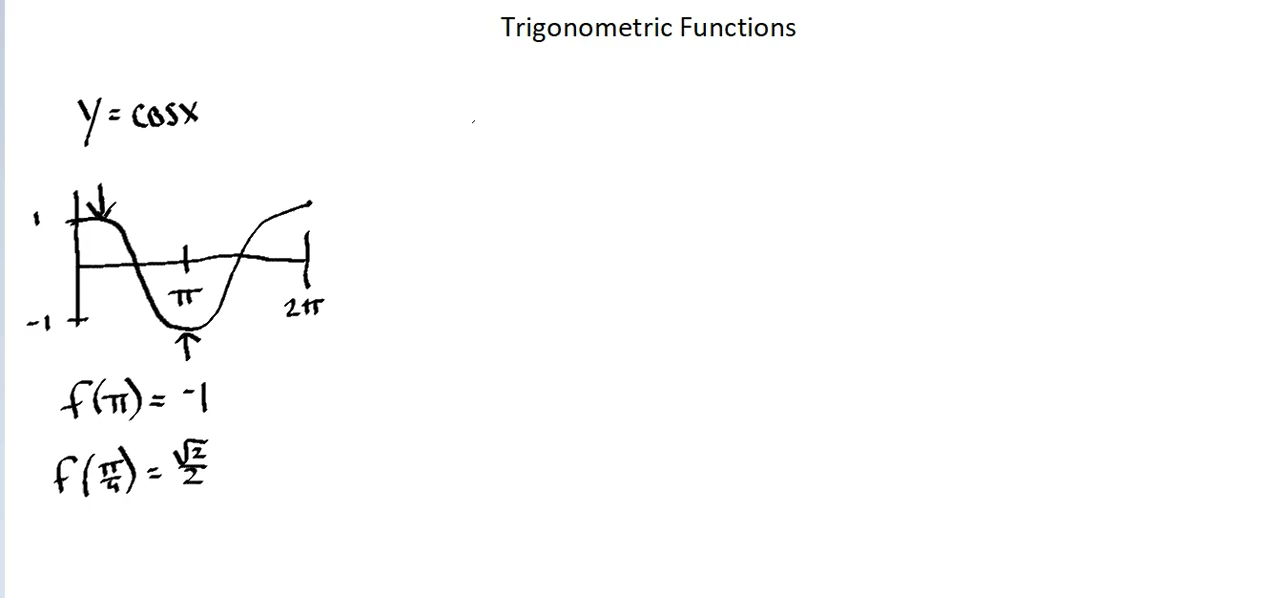 Trigonometric Functions
y = cosx
1
π
2π
-1
f(π) = -1
f(π/4) = √2/2